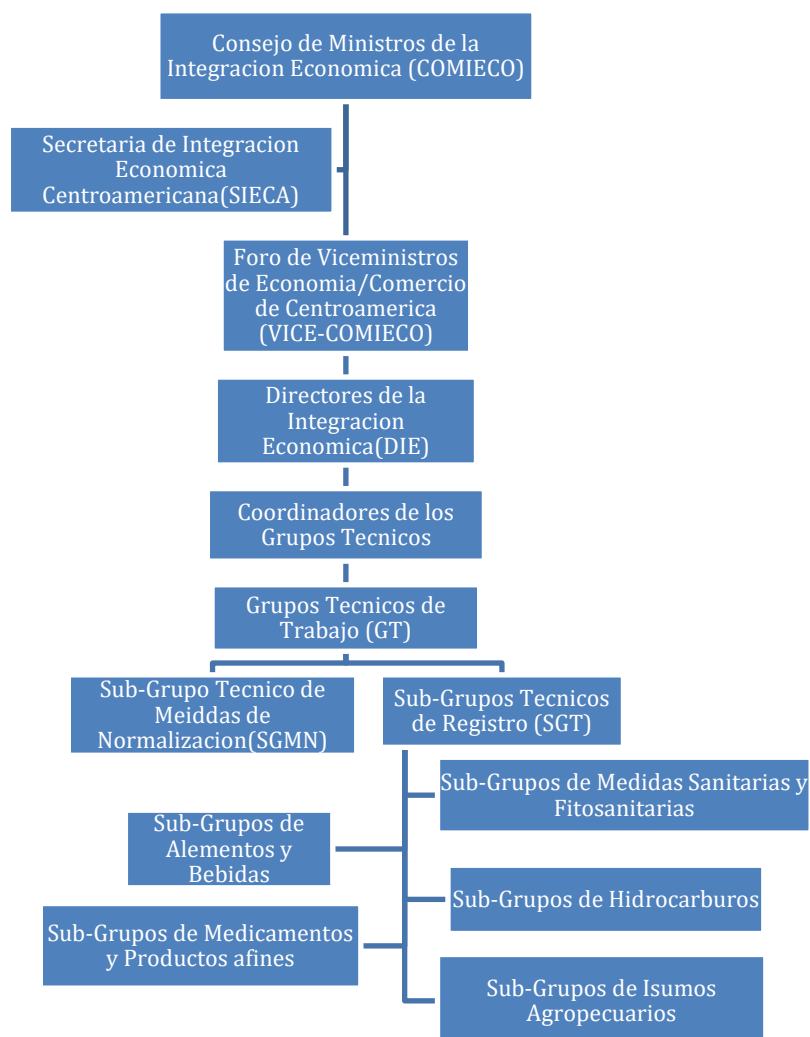 Consejo de Ministros de la
Integracion Economica (COMIECO)
Secretaria de Integracion
Economica
Centroamericana(SIECA)
Foro de Viceministros
de Economia/Comercio
de Centroamerica
(VICE-COMIECO)
Directores de la
Integracion
Economica(DIE)
Coordinadores de los
Grupos Tecnicos
Grupos Tecnicos de
Trabajo (GT)
Sub-Grupo Tecnico de
Meiddas de
Normalizacion(SGMN)
Sub-Grupos Tecnicos
de Registro (SGT)
Sub-Grupos de Medidas Sanitarias y
Fitosanitarias
Sub-Grupos de
Alementos y
Bebidas
Sub-Grupos de Hidrocarburos
Sub-Grupos de Medicamentos
y Productos afines
Sub-Grupos de Isumos
Agropecuarios